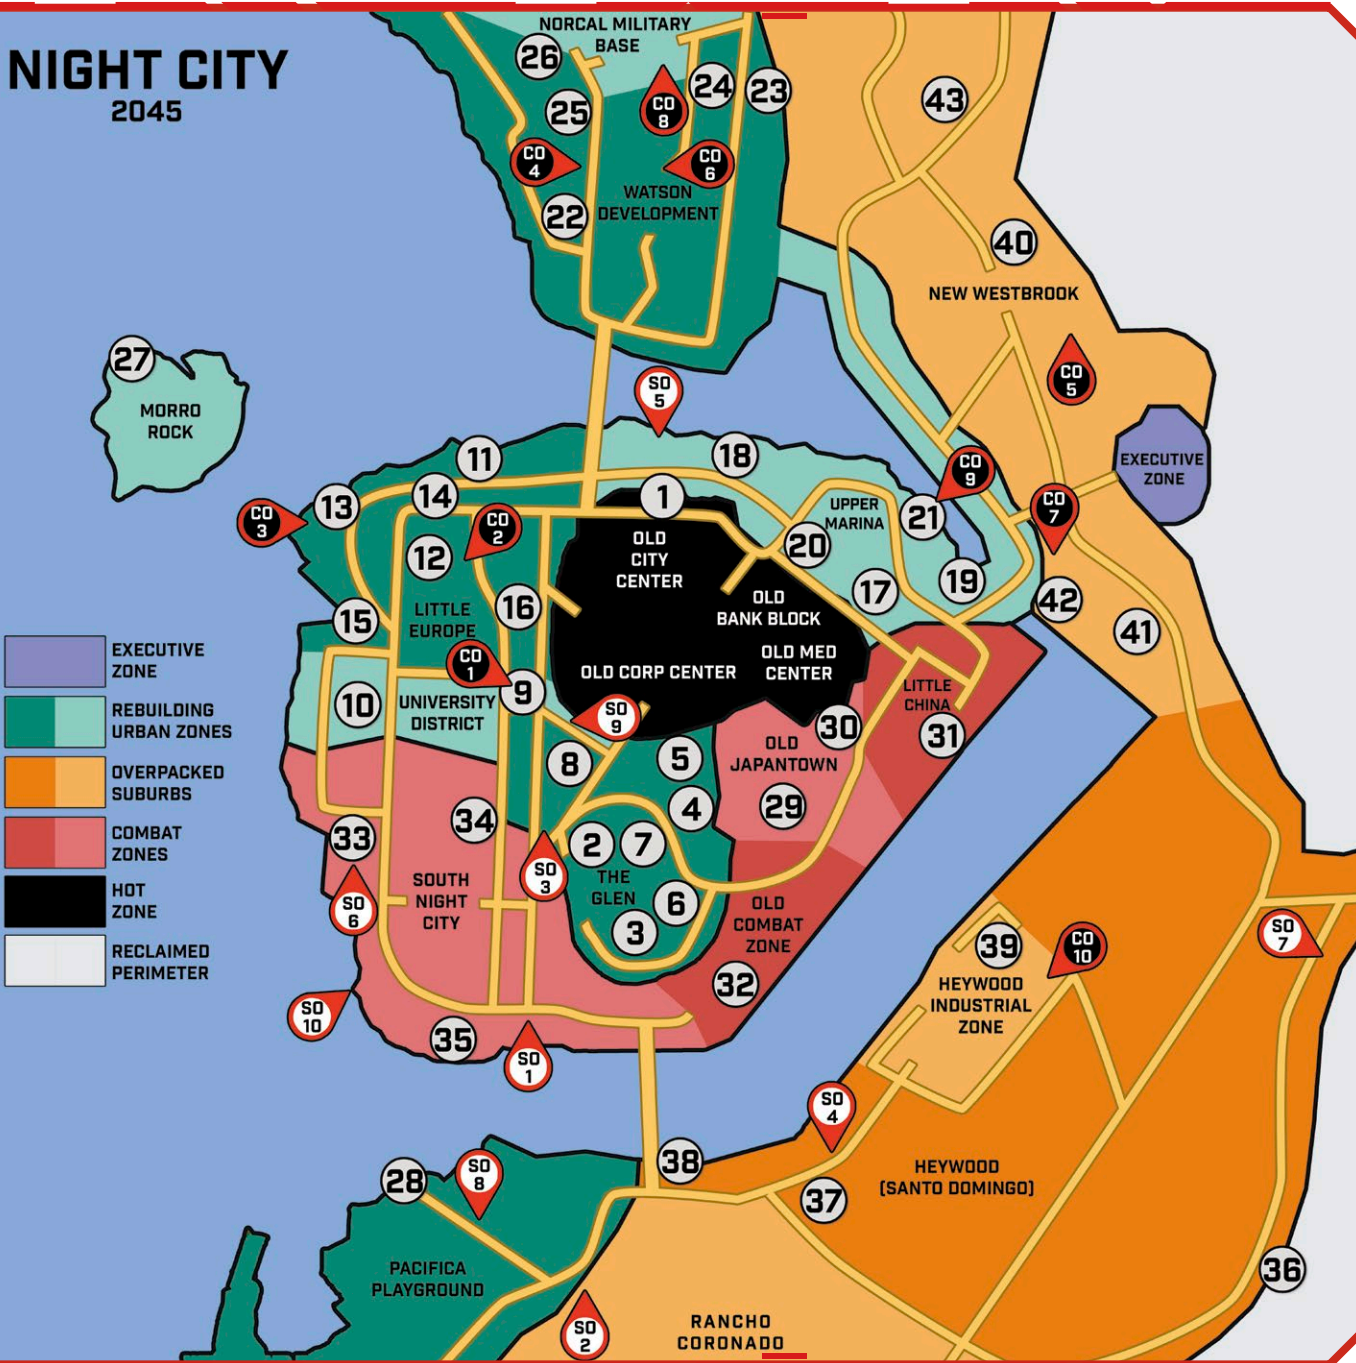 NIGHT CITY
2045
NORCAL MILITARY
BASE
26
25
24
23
CO
8
CO
4
CO
6
WATSON
DEVELOPMENT
22
43
40
NEW WESTBROOK
CO
5
EXECUTIVE
ZONE
27
MORRO
ROCK
SO
5
11
18
13
14
1
CO
3
CO
2
12
CO
9
CO
7
UPPER
MARINA
21
20
19
17
42
41
OLD
CITY
CENTER
OLD
BANK BLOCK
OLD MED
CENTER
OLD CORP CENTER
15
16
LITTLE
EUROPE
CO
1
9
10
UNIVERSITY
DISTRICT
SO
9
8
5
4
2
7
THE
GLEN
6
3
30
OLD
JAPANTOWN
29
LITTLE
CHINA
31
OLD
COMBAT
ZONE
32
33
34
SO
3
SO
6
SOUTH
NIGHT
CITY
SO
10
35
SO
1
EXECUTIVE
ZONE
REBUILDING
URBAN ZONES
OVERPACKED
SUBURBS
COMBAT
ZONES
HOT
ZONE
RECLAIMED
PERIMETER
39
CO
10
SO
7
HEYWOOD
INDUSTRIAL
ZONE
SO
4
38
37
HEYWOOD
(SANTO DOMINGO)
36
28
SO
8
PACIFICA
PLAYGROUND
SO
2
RANCHO
CORONADO